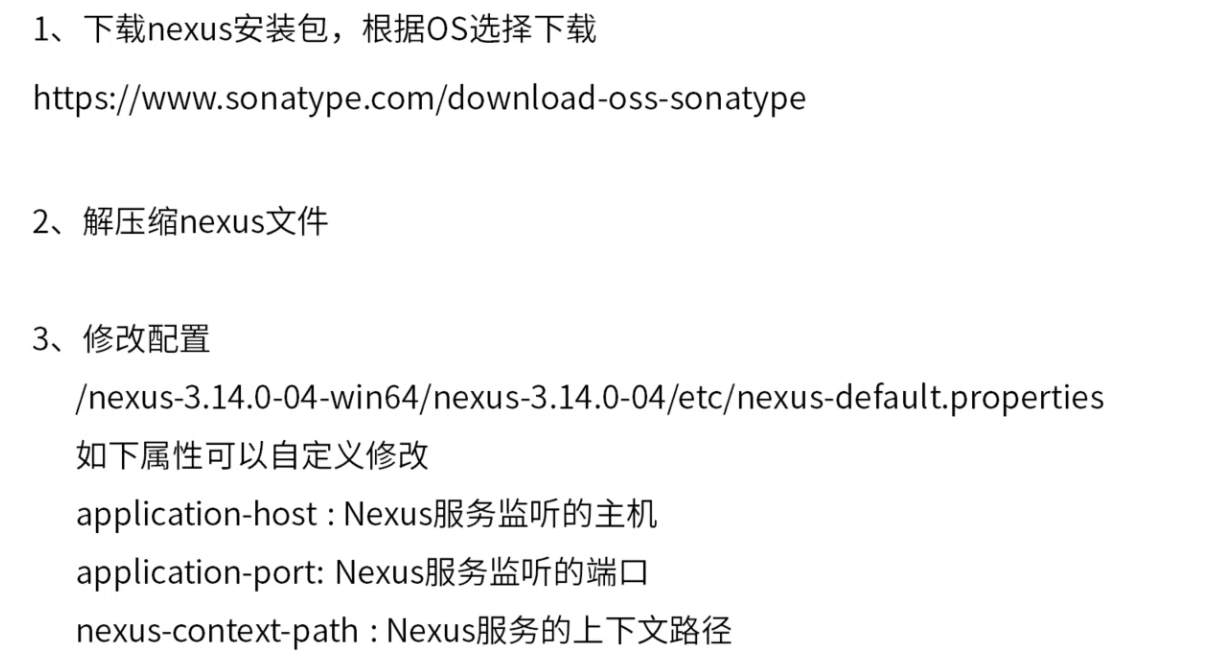 1、下载nexus安装包，根据OS选择下载
https://www.sonatype.com/download-oss-sonatype
2、解压缩nexus文件
3、修改配置
/nexus-3.14.0-04-win64/nexus-3.14.0-04/etc/nexus-default.properties
如下属性可以自定义修改
application-host : Nexus服务监听的主机
application-port: Nexus服务监听的端口
nexus-context-path : Nexus服务的上下文路径